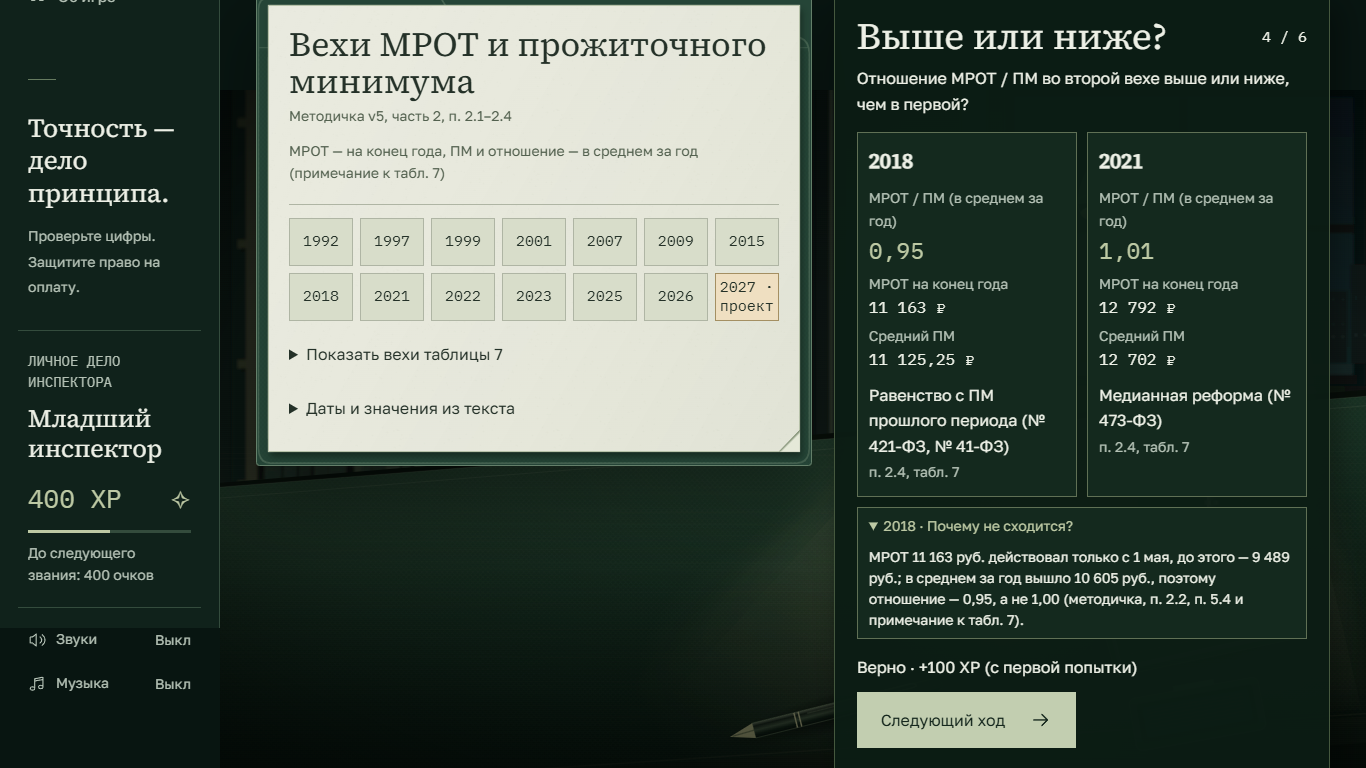 Точность —
дело
принципа.
Проверьте цифры.
Защитите право на
оплату.
ЛИЧНОЕ ДЕЛО
ИНСПЕКТОРА
Младший
инспектор
400 XP
До следующего
звания: 400 очков
Звуки Выкл
Музыка Выкл
Вехи МРОТ и прожиточного
минимума
Методичка v5, часть 2, п. 2.1–2.4
МРОТ — на конец года, ПМ и отношение — в среднем за год
(примечание к табл. 7)
1992 1997 1999 2001 2007 2009 2015
2018 2021 2022 2023 2025 2026 2027 ·
проект
Показать вехи таблицы 7
Даты и значения из текста
Выше или ниже? 4 / 6
Отношение МРОТ / ПМ во второй вехе выше или ниже,
чем в первой?
2018
МРОТ / ПМ (в среднем за
год)
0,95
МРОТ на конец года
11 163 ₽
Средний ПМ
11 125,25 ₽
Равенство с ПМ
прошлого периода (№
421-ФЗ, № 41-ФЗ)
п. 2.4, табл. 7
2021
МРОТ / ПМ (в среднем за
год)
1,01
МРОТ на конец года
12 792 ₽
Средний ПМ
12 702 ₽
Медианная реформа (№
473-ФЗ)
п. 2.4, табл. 7
2018 · Почему не сходится?
МРОТ 11 163 руб. действовал только с 1 мая, до этого — 9 489
руб.; в среднем за год вышло 10 605 руб., поэтому
отношение — 0,95, а не 1,00 (методичка, п. 2.2, п. 5.4 и
примечание к табл. 7).
Верно · +100 XP (с первой попытки)
Следующий ход